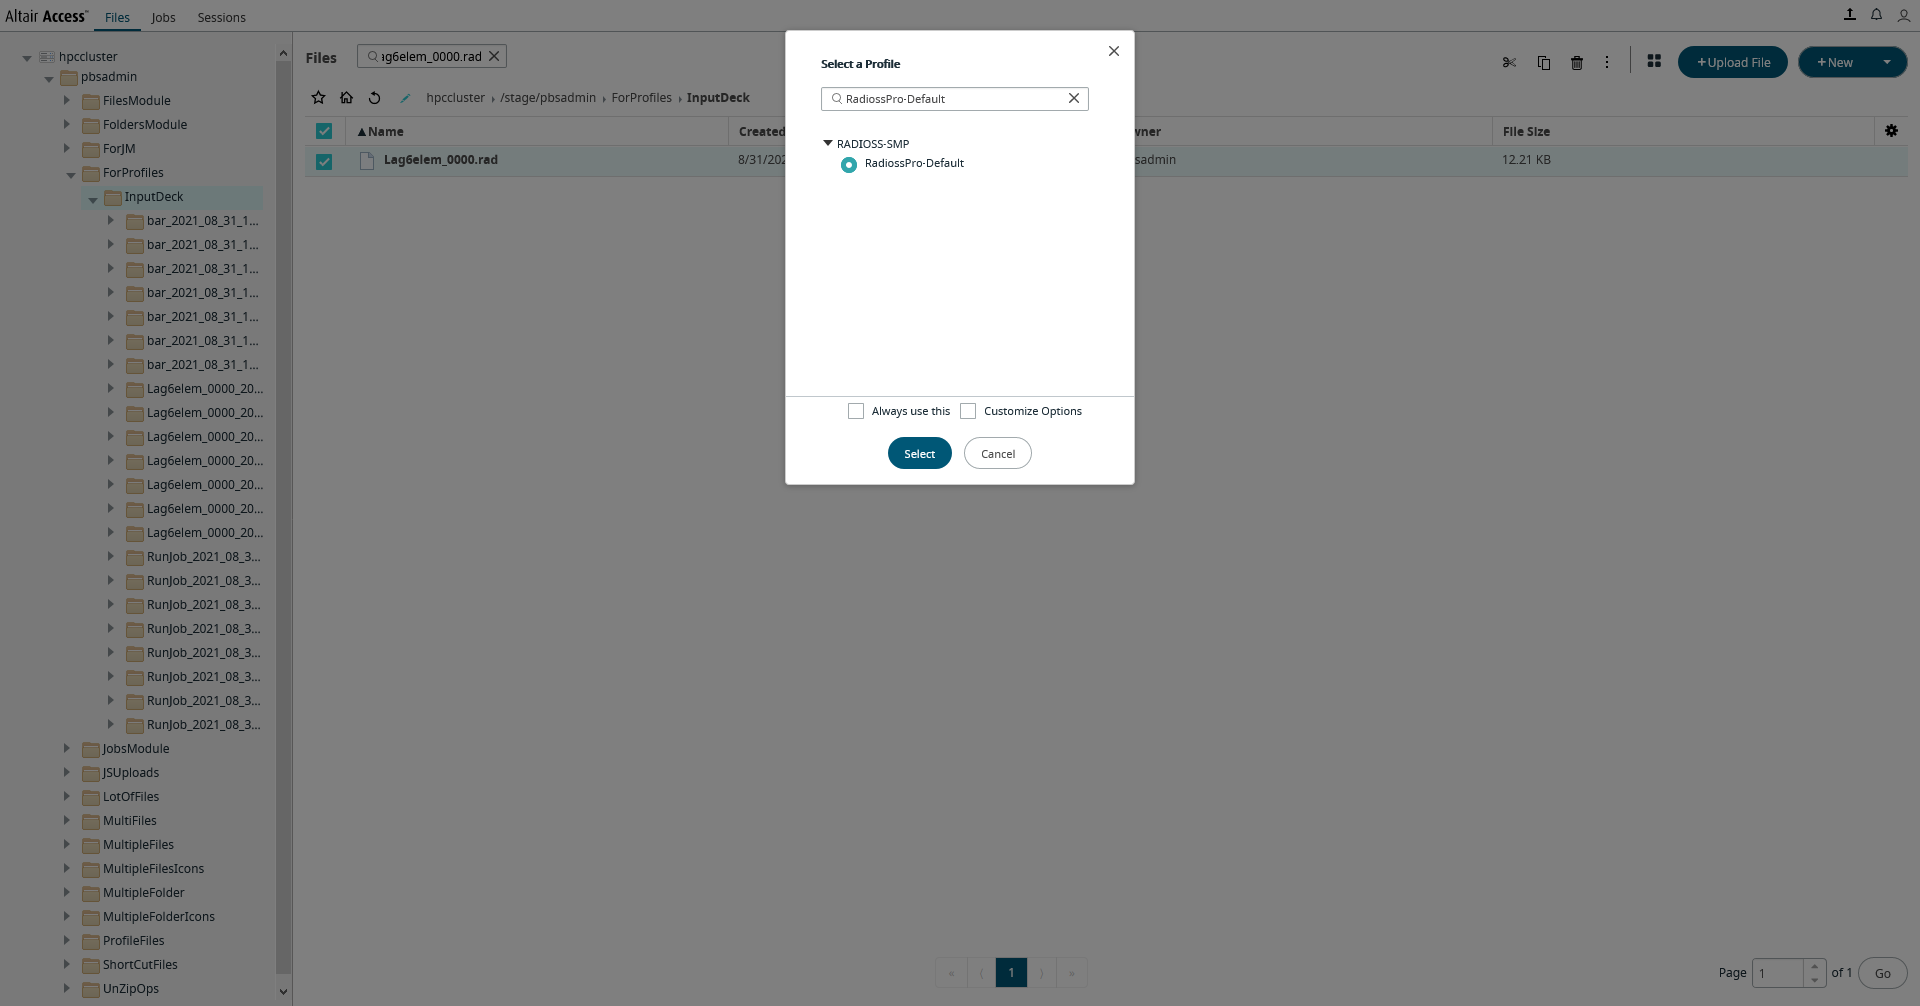 Altair Access™ Files Jobs Sessions
hpccluster
pbsadmin
FilesModule
FoldersModule
ForJM
ForProfiles
InputDeck
bar_2021_08_31_1...
bar_2021_08_31_1...
bar_2021_08_31_1...
bar_2021_08_31_1...
bar_2021_08_31_1...
bar_2021_08_31_1...
bar_2021_08_31_1...
Lag6elem_0000_20...
Lag6elem_0000_20...
Lag6elem_0000_20...
Lag6elem_0000_20...
Lag6elem_0000_20...
Lag6elem_0000_20...
Lag6elem_0000_20...
RunJob_2021_08_3...
RunJob_2021_08_3...
RunJob_2021_08_3...
RunJob_2021_08_3...
RunJob_2021_08_3...
RunJob_2021_08_3...
RunJob_2021_08_3...
RunJob_2021_08_3...
JobsModule
JSUploads
LotOfFiles
MultiFiles
MultipleFiles
MultipleFilesIcons
MultipleFolder
MultipleFolderIcons
ProfileFiles
ShortCutFiles
UnZipOps
Files ag6elem_0000.rad
+Upload File +New
hpccluster › /stage/pbsadmin › ForProfiles › InputDeck
▲Name Created wner File Size
Lag6elem_0000.rad 8/31/202 sadmin 12.21 KB
Select a Profile
RadiossPro-Default
RADIOSS-SMP
RadiossPro-Default
Always use this Customize Options
Select Cancel
« ⟨ 1 ⟩ » Page 1 of 1 Go